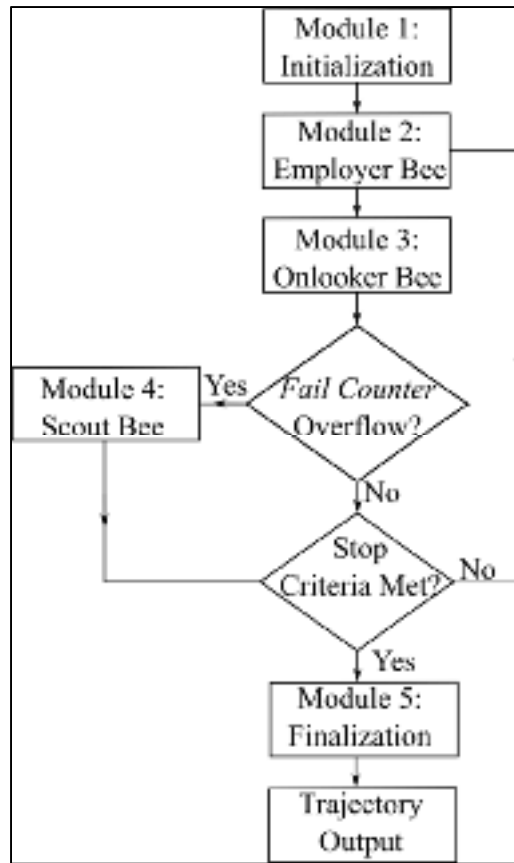 Module 1:
Initialization
Module 2:
Employer Bee
Module 3:
Onlooker Bee
Fail Counter
Overflow?
Yes
Module 4:
Scout Bee
No
Stop
Criteria Met?
No
Yes
Module 5:
Finalization
Trajectory
Output